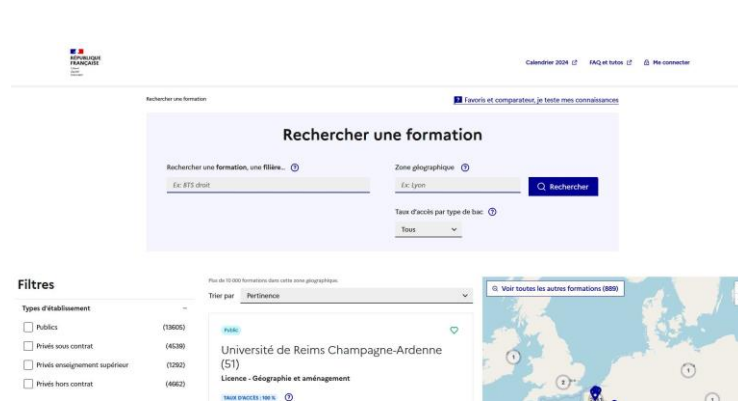 RÉPUBLIQUE
FRANÇAISE
Calendrier 2024
FAQ et tutos
Me connecter
Rechercher une formation
Favoris et comparateur, je teste mes connaissances
Rechercher une formation
Rechercher une formation, une filière...
Zone géographique
Ex: BTS droit
Ex: Lyon
Rechercher
Taux d'accès par type de bac
Tous
Filtres
Plus de 10 000 formations dans cette zone géographique.
Trier par Pertinence
Voir toutes les autres formations (889)
Types d'établissement
Publics (13605)
Privés sous contrat (4539)
Privés enseignement supérieur (1292)
Privés hors contrat (4662)
Public
Université de Reims Champagne-Ardenne
(51)
Licence - Géographie et aménagement
TAUX D'ACCÈS : 100 %
1
2
1